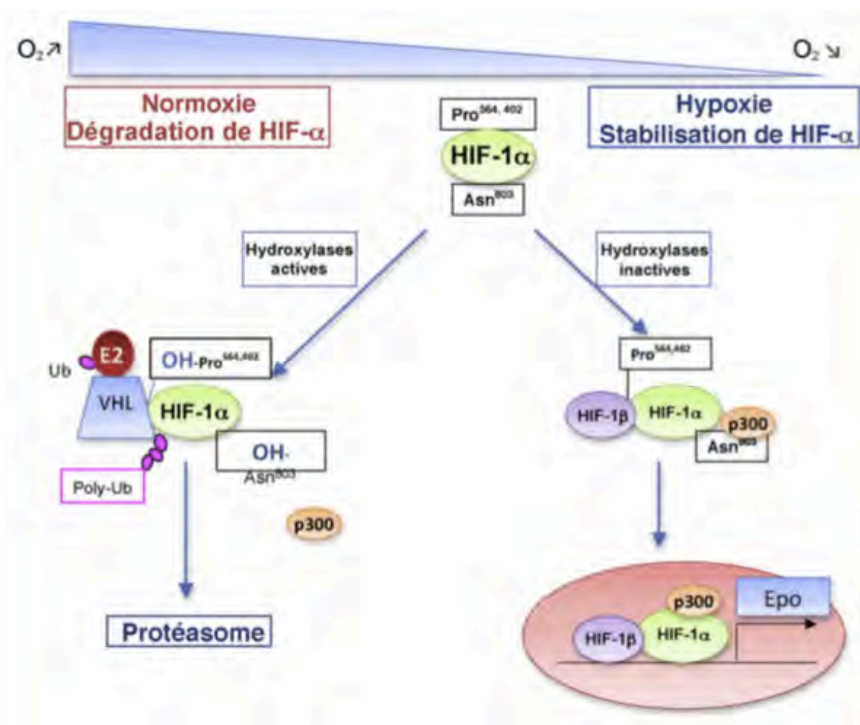 O₂↗
O₂ ↘
Normoxie
Dégradation de HIF-α
Pro⁵⁶⁴, ⁴⁰²
HIF-1α
Asn⁸⁰³
Hypoxie
Stabilisation de HIF-α
Hydroxylases
actives
Hydroxylases
inactives
Ub
E2
OH-Pro⁵⁶⁴,⁴⁰²
VHL
HIF-1α
OH-
Asn⁸⁰³
Poly-Ub
p300
Protéasome
Pro⁵⁶⁴,⁴⁰²
HIF-1β
HIF-1α
p300
Asn⁸⁰³
p300
Epo
HIF-1β
HIF-1α